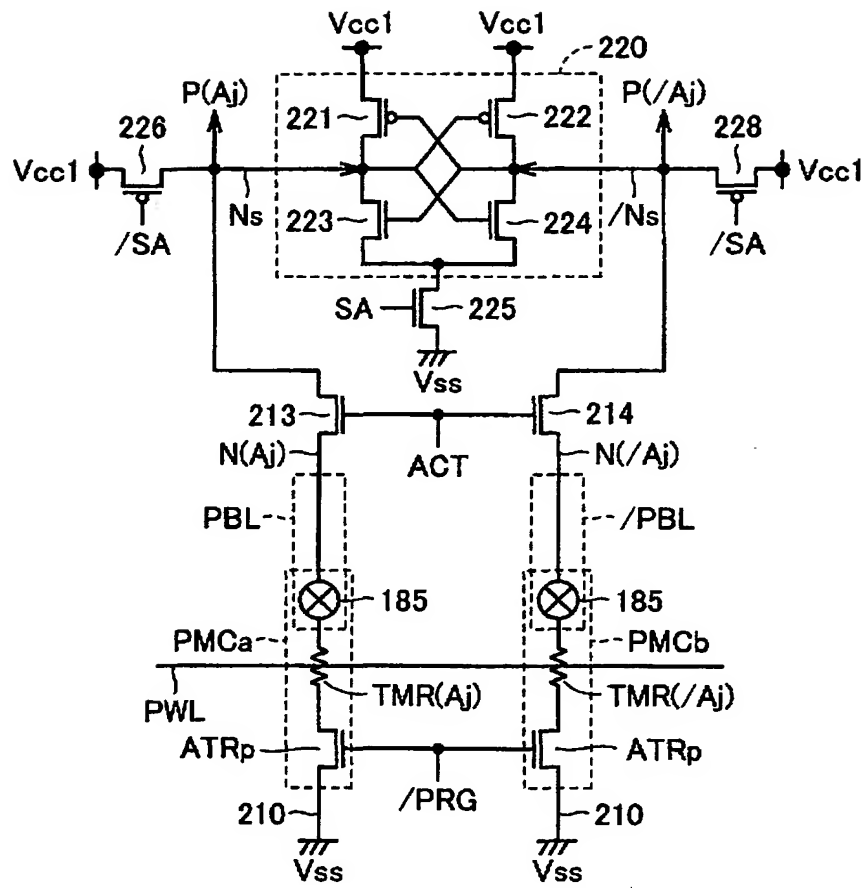 Vcc1 Vcc1
220
P(Aj) P(/Aj)
226 221 222 228
Vcc1 Vcc1
Ns 223 224 /Ns
/SA /SA
SA 225
Vss
213 214
N(Aj) ACT N(/Aj)
PBL /PBL
185 185
PMCa PMCb
PWL TMR(Aj) TMR(/Aj)
ATRp ATRp
/PRG
210 210
Vss Vss